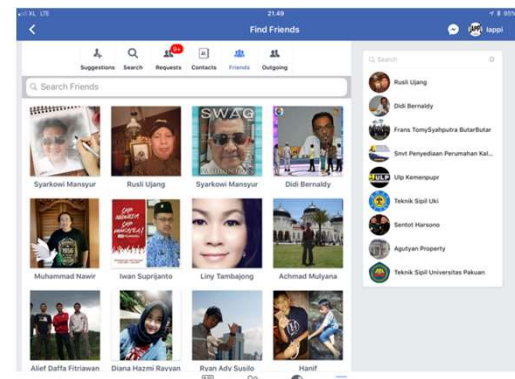 XL LTE
21.49
Find Friends
lappi
9+
Suggestions
Search
Requests
Contacts
Friends
Outgoing
Search Friends
SWAG
Syarkowi Mansyur
Rusli Ujang
Syarkowi Mansyur
Didi Bernaldy
Muhammad Nawir
Iwan Suprijanto
Liny Tambajong
Achmad Mulyana
Alief Daffa Fitriawan
Diana Hazmi Rayyan
Ryan Ady Susilo
Hanif
Search
0
Rusli Ujang
Didi Bernaldy
Frans TomySyahputra ButarButar
Snvt Penyediaan Perumahan Kal...
Ulp Kemenpupr
Teknik Sipil Uki
Sentot Harsono
Agutyan Property
Teknik Sipil Universitas Pakuan